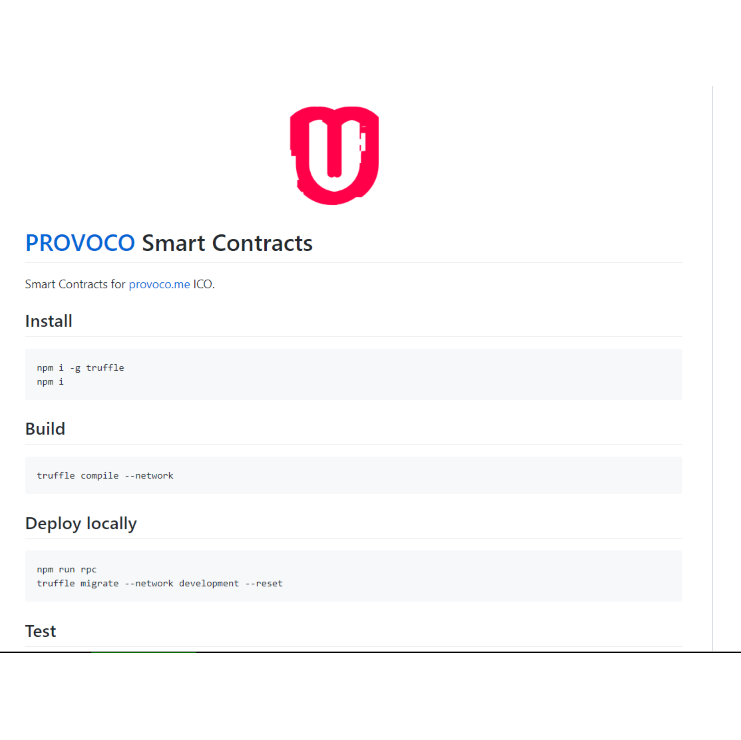 PROVOCO Smart Contracts
Smart Contracts for provoco.me ICO.
Install
npm i -g truffle
npm i
Build
truffle compile --network
Deploy locally
npm run rpc
truffle migrate --network development --reset
Test